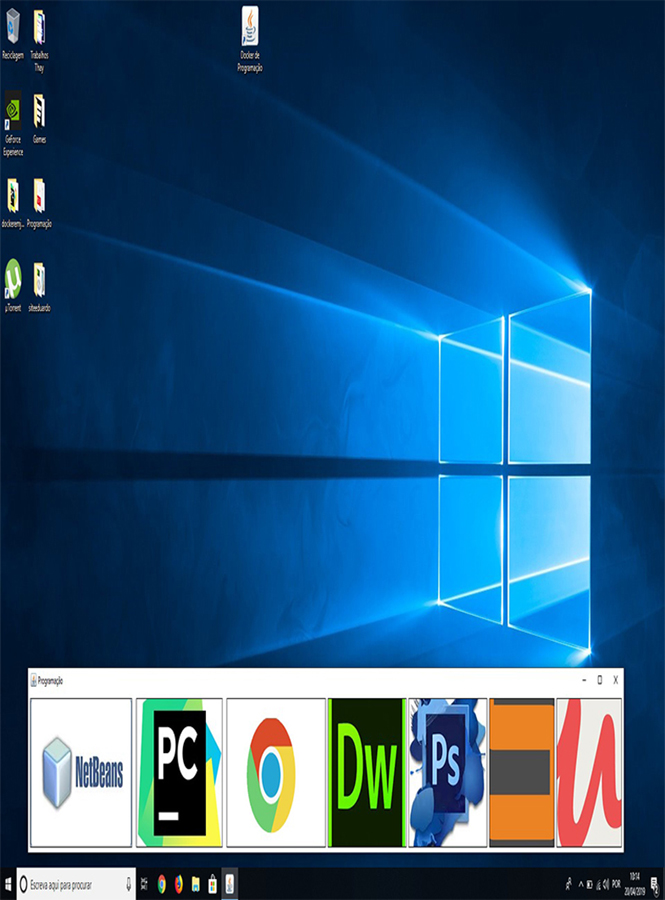 Reciclagem
Trabalhos
Thay
Docker de
Programação
GeForce
Experience
Games
dockeremj...
Programação
µTorrent
siteeduardo
Programação
NetBeans
PC
Dw
Ps
Escreva aqui para procurar
POR
10:14
20/04/2019